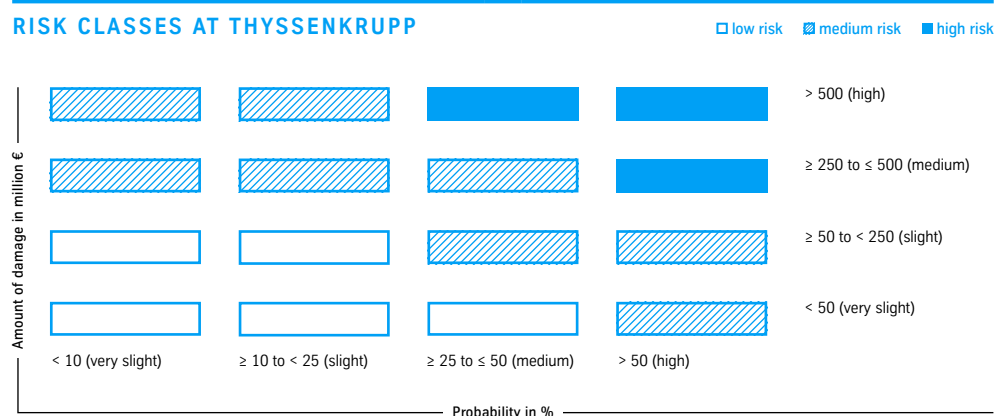 RISK CLASSES AT THYSSENKRUPP
low risk medium risk high risk
> 500 (high)
≥ 250 to ≤ 500 (medium)
≥ 50 to < 250 (slight)
< 50 (very slight)
Amount of damage in million €
< 10 (very slight) ≥ 10 to < 25 (slight) ≥ 25 to ≤ 50 (medium) > 50 (high)
Probability in %